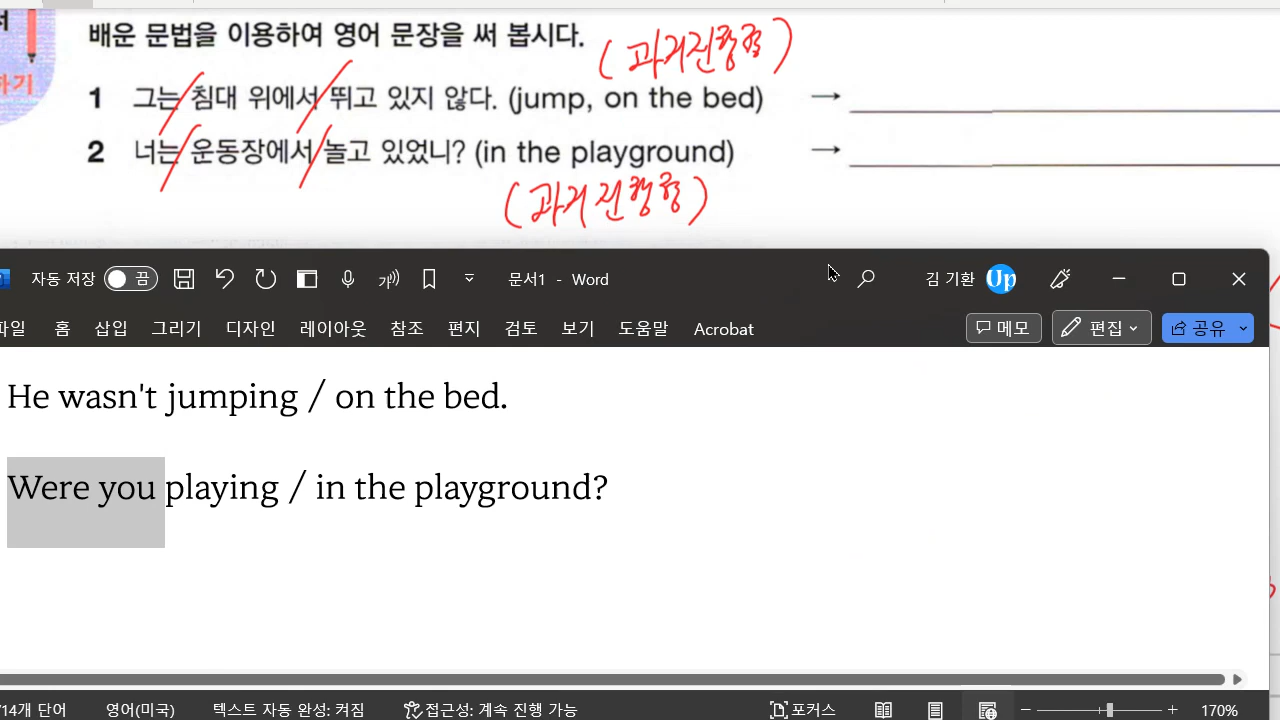 배운 문법을 이용하여 영어 문장을 써 봅시다. (과거진행형)
하기
1 그는 침대 위에서 뛰고 있지 않다. (jump, on the bed) →
2 너는 운동장에서 놀고 있었니? (in the playground) →
(과거진행형)
자동 저장 끔 가)) 문서1 - Word 김 기환 Up
파일 홈 삽입 그리기 디자인 레이아웃 참조 편지 검토 보기 도움말 Acrobat 메모 편집 공유
He wasn't jumping / on the bed.
Were you playing / in the playground?
/14개 단어 영어(미국) 텍스트 자동 완성: 켜짐 접근성: 계속 진행 가능 포커스 170%